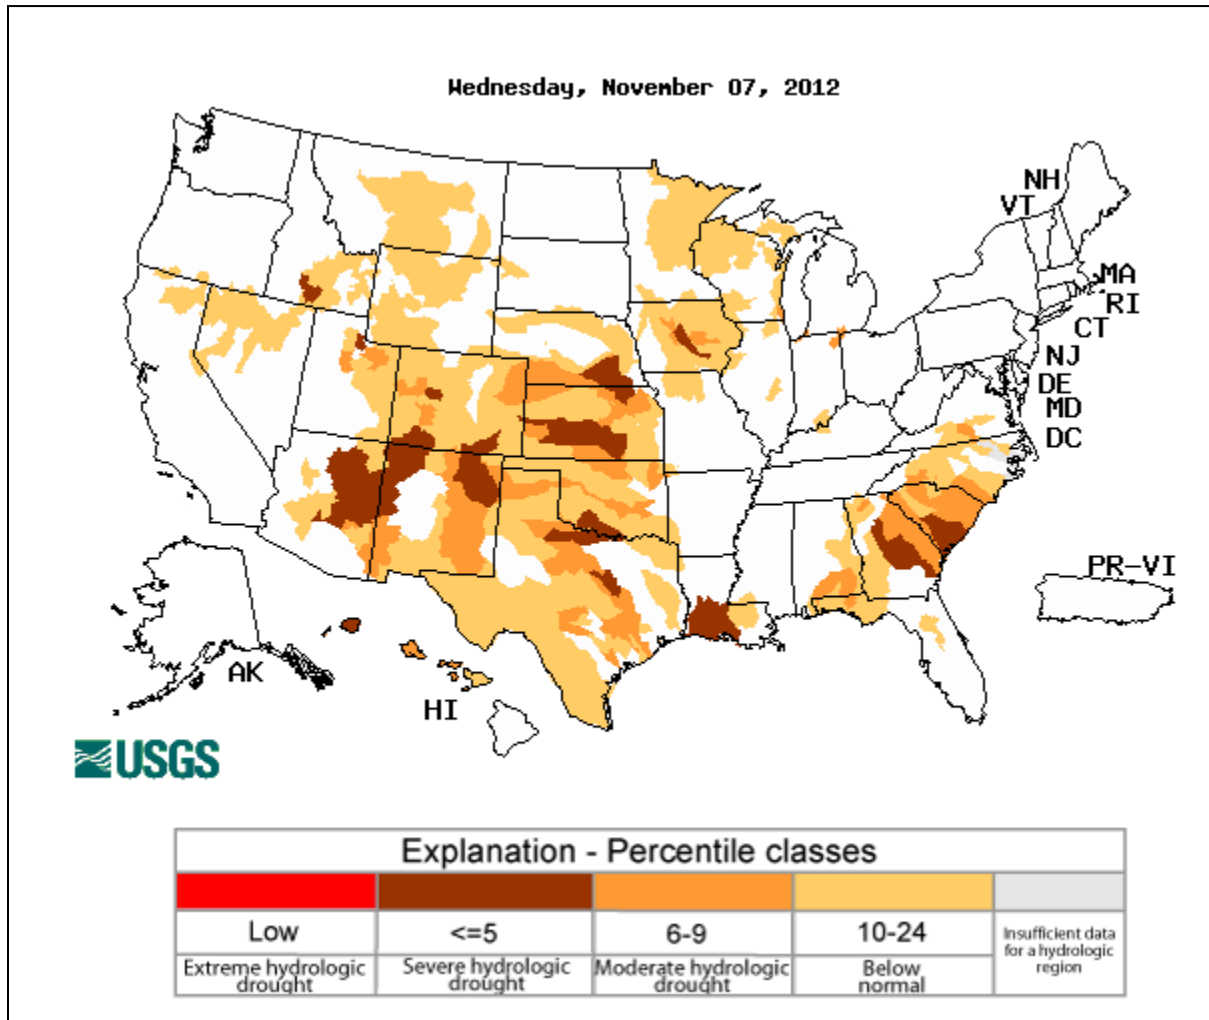 Wednesday, November 07, 2012
NH
VT
MA
RI
CT
NJ
DE
MD
DC
PR-VI
AK
HI
USGS
Explanation - Percentile classes
Low
<=5
6-9
10-24
Insufficient data
for a hydrologic
region
Extreme hydrologic
drought
Severe hydrologic
drought
Moderate hydrologic
drought
Below
normal